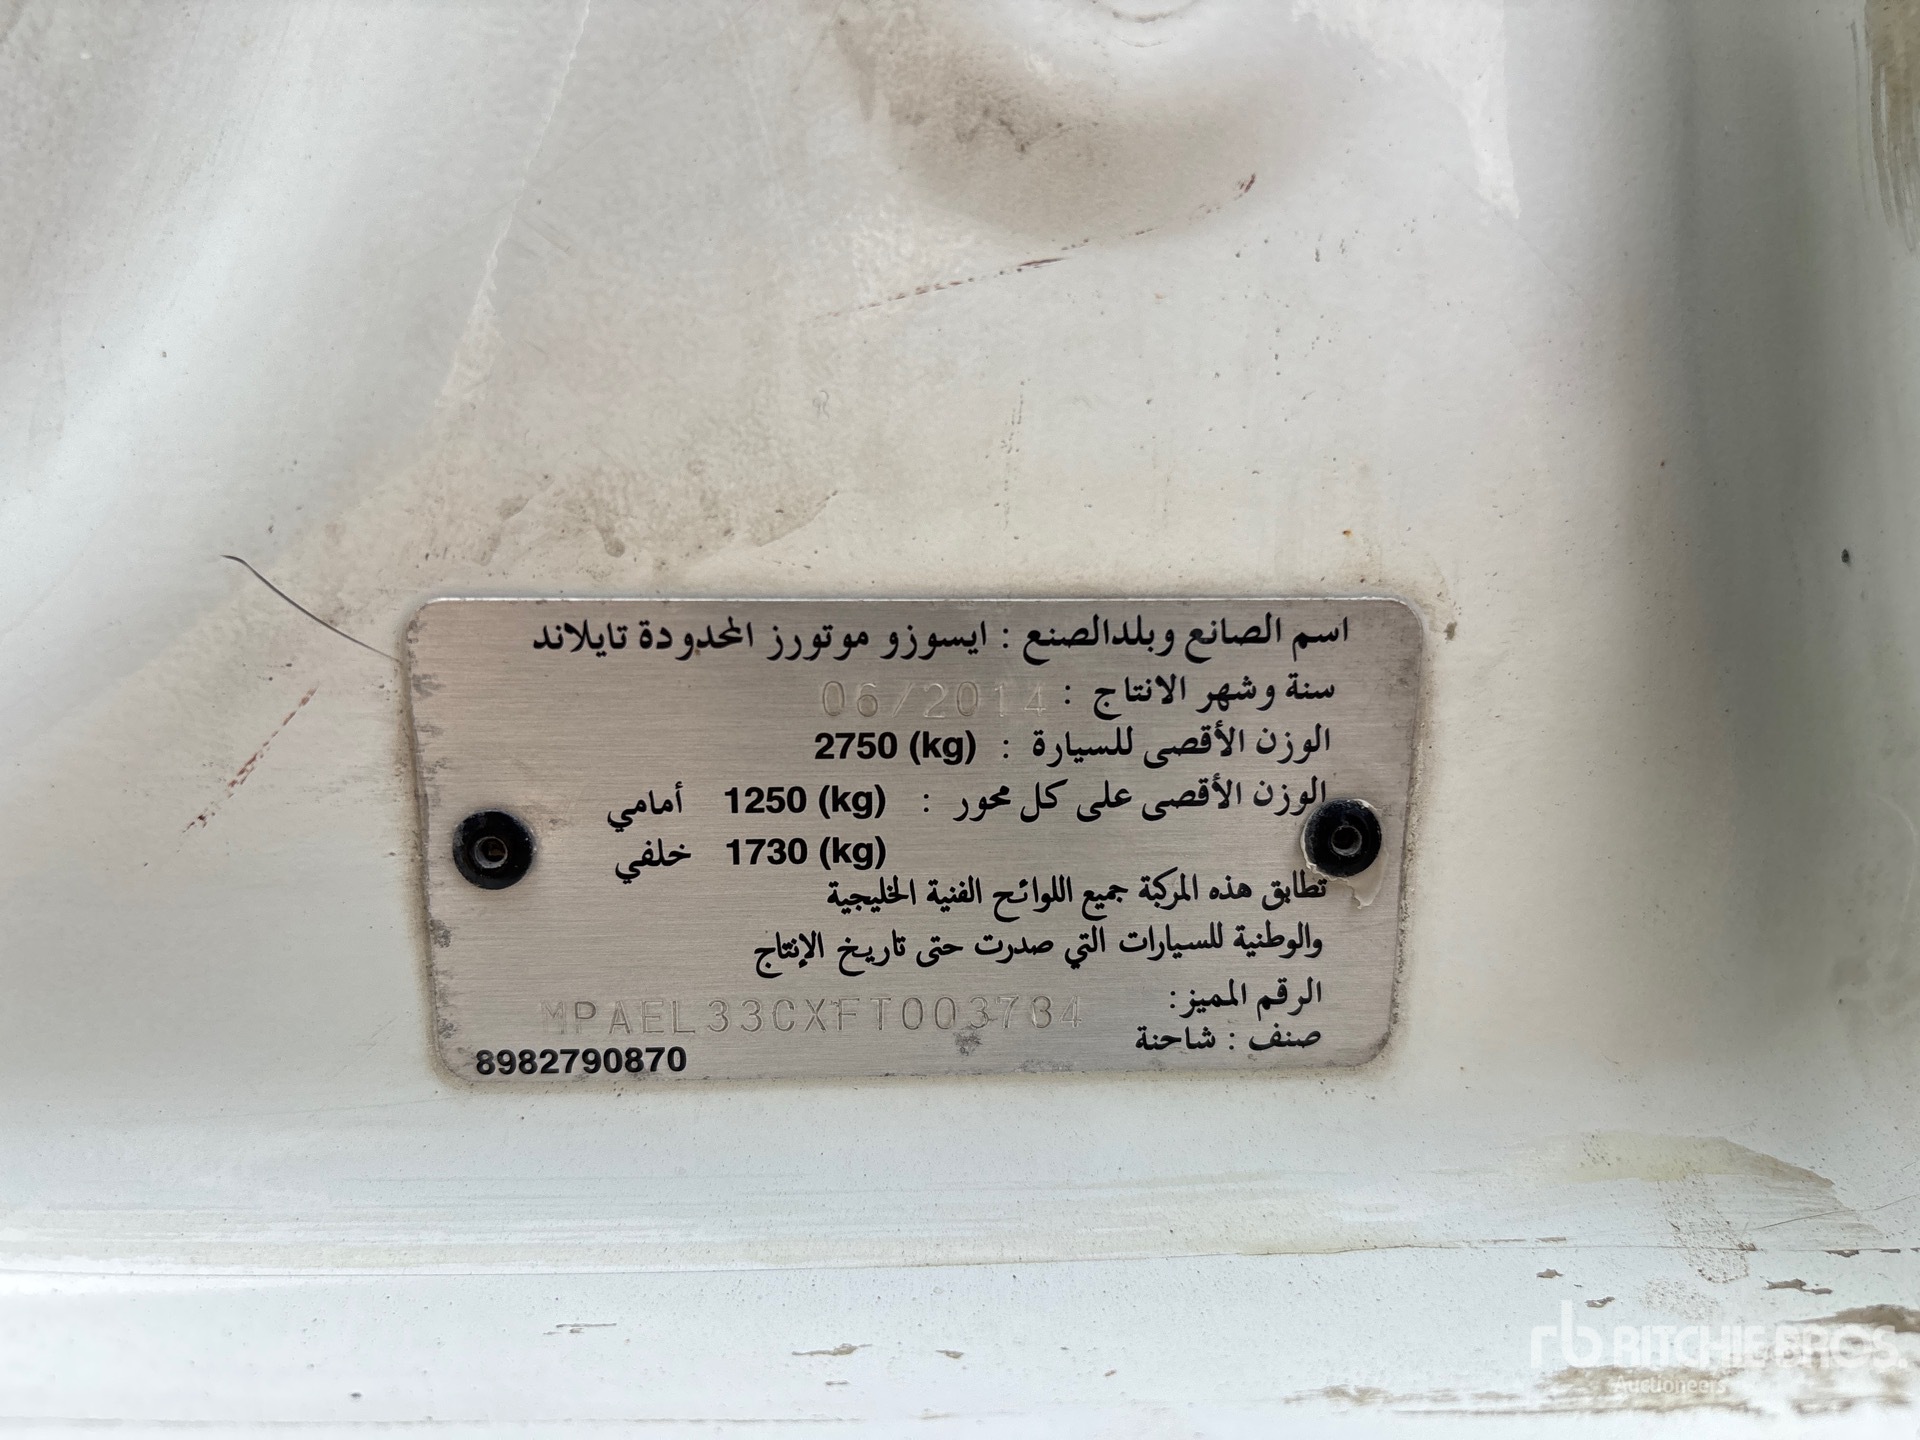 اسم الصانع وبلدالصنع : ايسوزو موتورز المحدودة تايلاند
سنة وشهر الانتاج : 06/2014
الوزن الأقصى للسيارة : 2750 (kg)
الوزن الأقصى على كل محور : 1250 (kg) أمامي
1730 (kg) خلفي
تطابق هذه المركبة جميع اللوائح الفنية الخليجية
والوطنية للسيارات التي صدرت حتى تاريخ الإنتاج
الرقم المميز: MPAEL33CXFT003784
صنف : شاحنة
8982790870
rb RITCHIE BROS.
Auctioneers